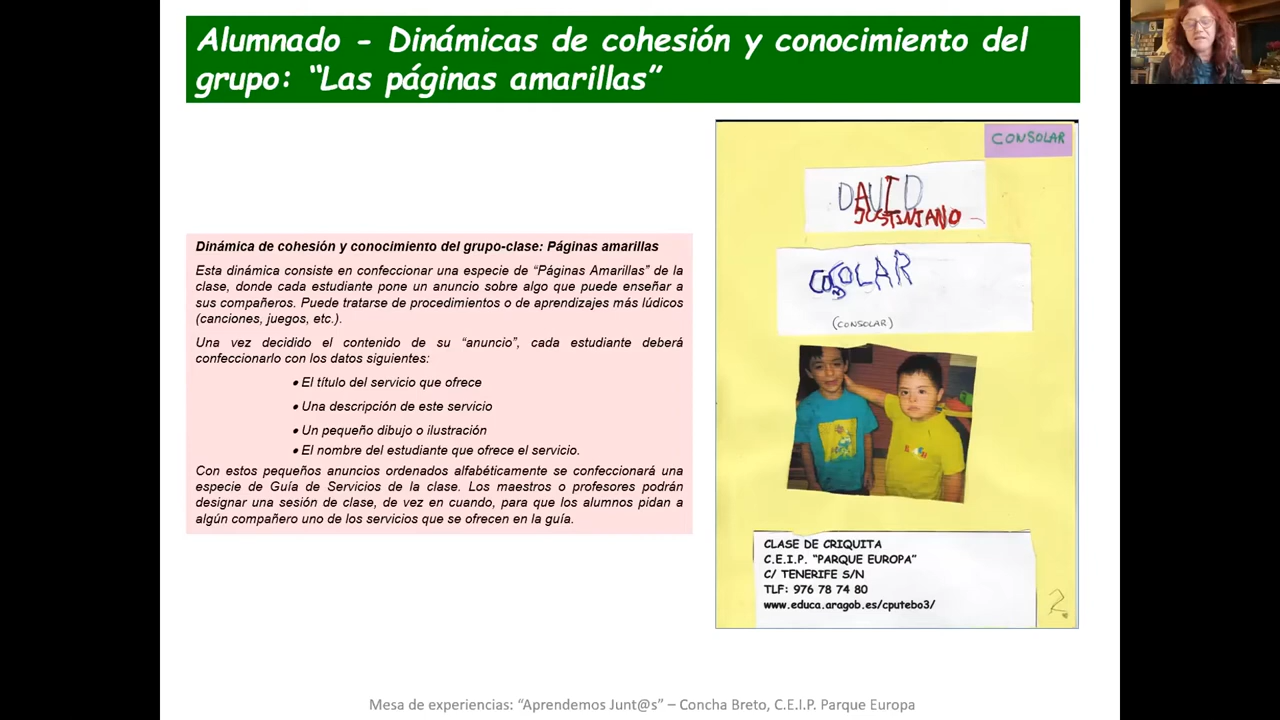 Alumnado - Dinámicas de cohesión y conocimiento del
grupo: “Las páginas amarillas”
Dinámica de cohesión y conocimiento del grupo-clase: Páginas amarillas
Esta dinámica consiste en confeccionar una especie de “Páginas Amarillas” de la
clase, donde cada estudiante pone un anuncio sobre algo que puede enseñar a
sus compañeros. Puede tratarse de procedimientos o de aprendizajes más lúdicos
(canciones, juegos, etc.).
Una vez decidido el contenido de su “anuncio”, cada estudiante deberá
confeccionarlo con los datos siguientes:
• El título del servicio que ofrece
• Una descripción de este servicio
• Un pequeño dibujo o ilustración
• El nombre del estudiante que ofrece el servicio.
Con estos pequeños anuncios ordenados alfabéticamente se confeccionará una
especie de Guía de Servicios de la clase. Los maestros o profesores podrán
designar una sesión de clase, de vez en cuando, para que los alumnos pidan a
algún compañero uno de los servicios que se ofrecen en la guía.
CONSOLAR
DAVID
JUSTINIANO
(CONSOLAR)
CLASE DE CRIQUITA
C.E.I.P. “PARQUE EUROPA”
C/ TENERIFE S/N
TLF: 976 78 74 80
www.educa.aragob.es/cputebo3/
2
Mesa de experiencias: “Aprendemos Junt@s” – Concha Breto, C.E.I.P. Parque Europa